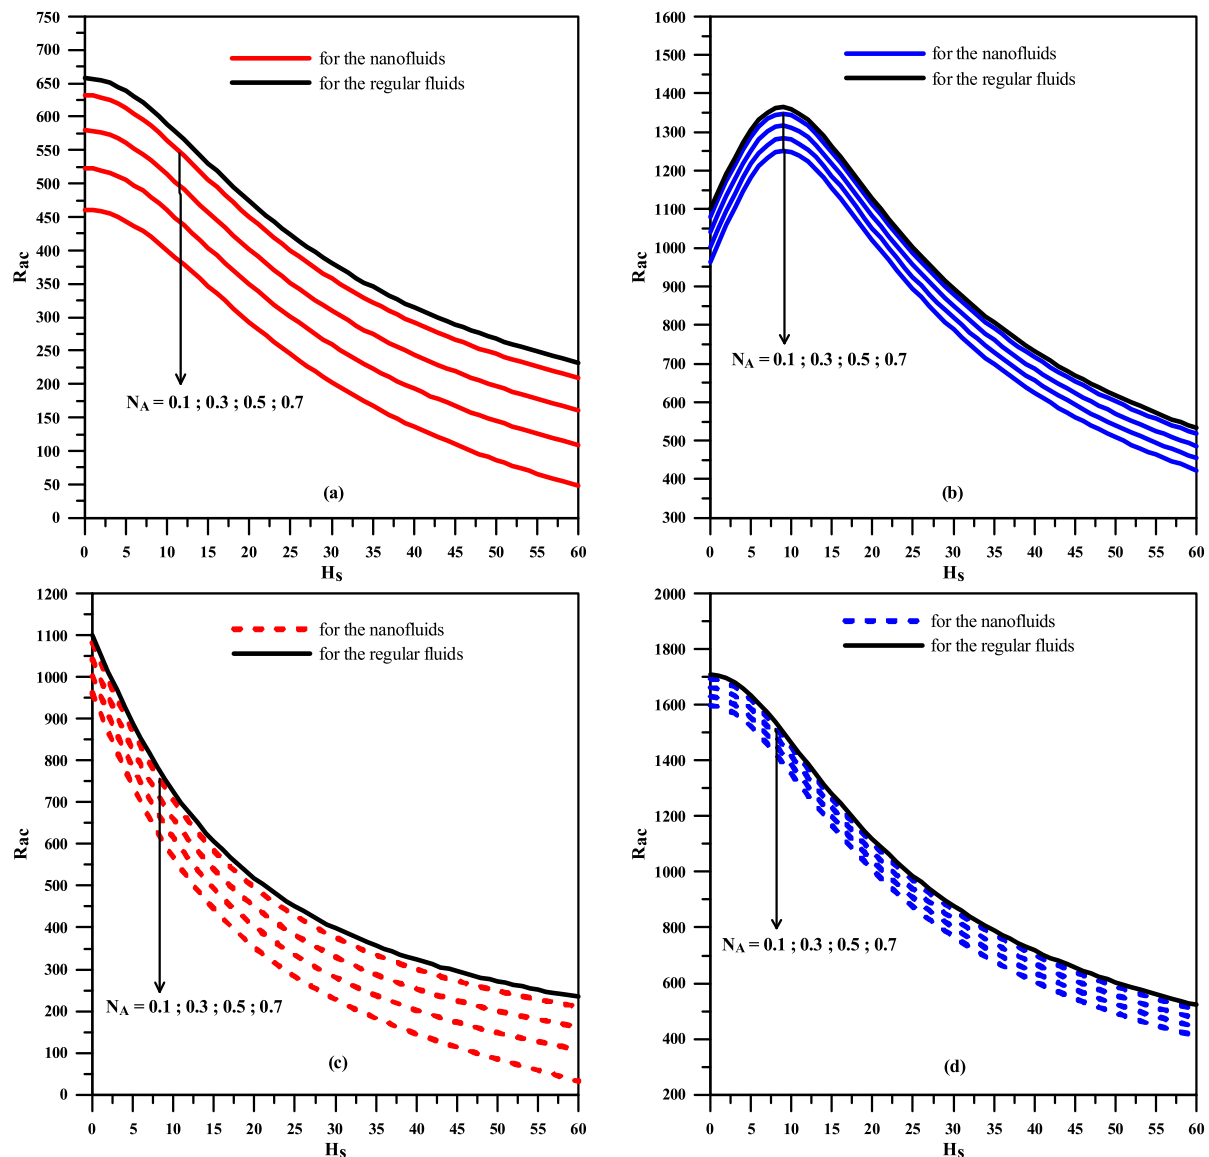 750
700
650
600
550
500
450
400
350
300
250
200
150
100
50
0
Rac
for the nanofluids
for the regular fluids
NA = 0.1 ; 0.3 ; 0.5 ; 0.7
(a)
0 5 10 15 20 25 30 35 40 45 50 55 60
Hs
1600
1500
1400
1300
1200
1100
1000
900
800
700
600
500
400
300
Rac
for the nanofluids
for the regular fluids
NA = 0.1 ; 0.3 ; 0.5 ; 0.7
(b)
0 5 10 15 20 25 30 35 40 45 50 55 60
Hs
1200
1100
1000
900
800
700
600
500
400
300
200
100
0
Rac
for the nanofluids
for the regular fluids
NA = 0.1 ; 0.3 ; 0.5 ; 0.7
(c)
0 5 10 15 20 25 30 35 40 45 50 55 60
Hs
2000
1800
1600
1400
1200
1000
800
600
400
200
Rac
for the nanofluids
for the regular fluids
NA = 0.1 ; 0.3 ; 0.5 ; 0.7
(d)
0 5 10 15 20 25 30 35 40 45 50 55 60
Hs